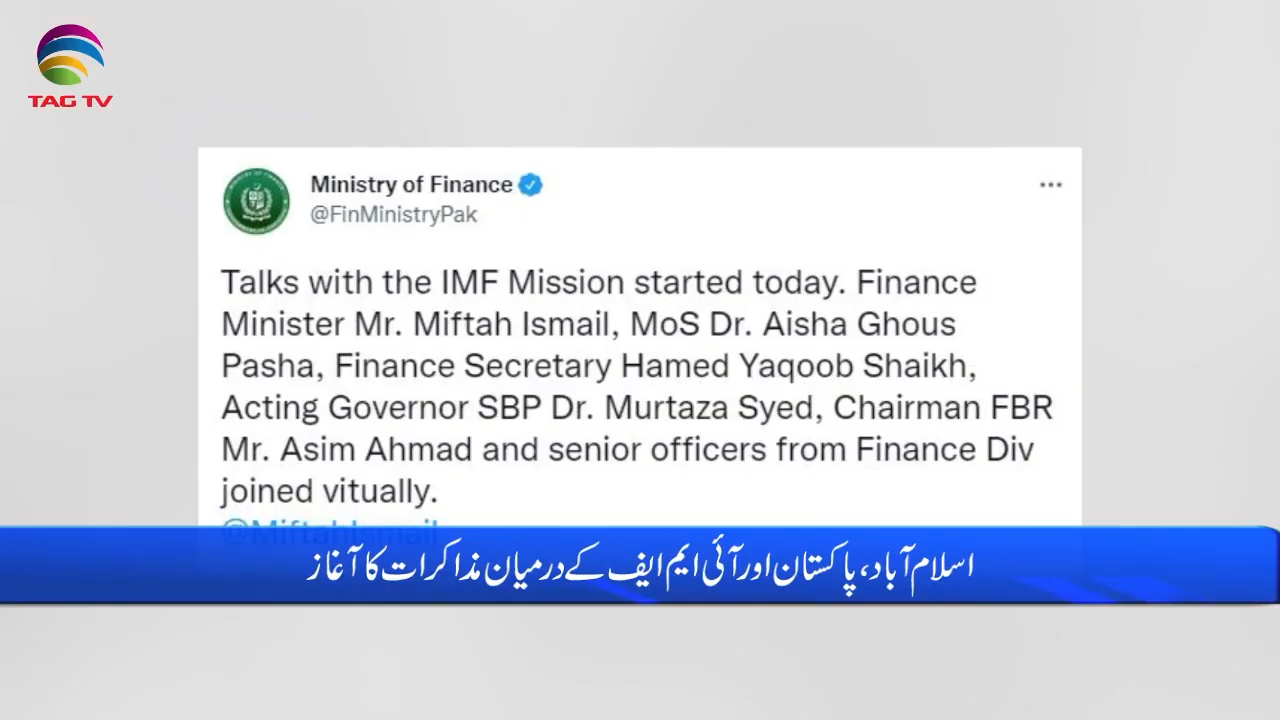 TAG TV
Ministry of Finance
@FinMinistryPak
Talks with the IMF Mission started today. Finance
Minister Mr. Miftah Ismail, MoS Dr. Aisha Ghous
Pasha, Finance Secretary Hamed Yaqoob Shaikh,
Acting Governor SBP Dr. Murtaza Syed, Chairman FBR
Mr. Asim Ahmad and senior officers from Finance Div
joined vitually.
@MiftahIsmail
اسلام آباد، پاکستان اور آئی ایم ایف کے درمیان مذاکرات کا آغاز